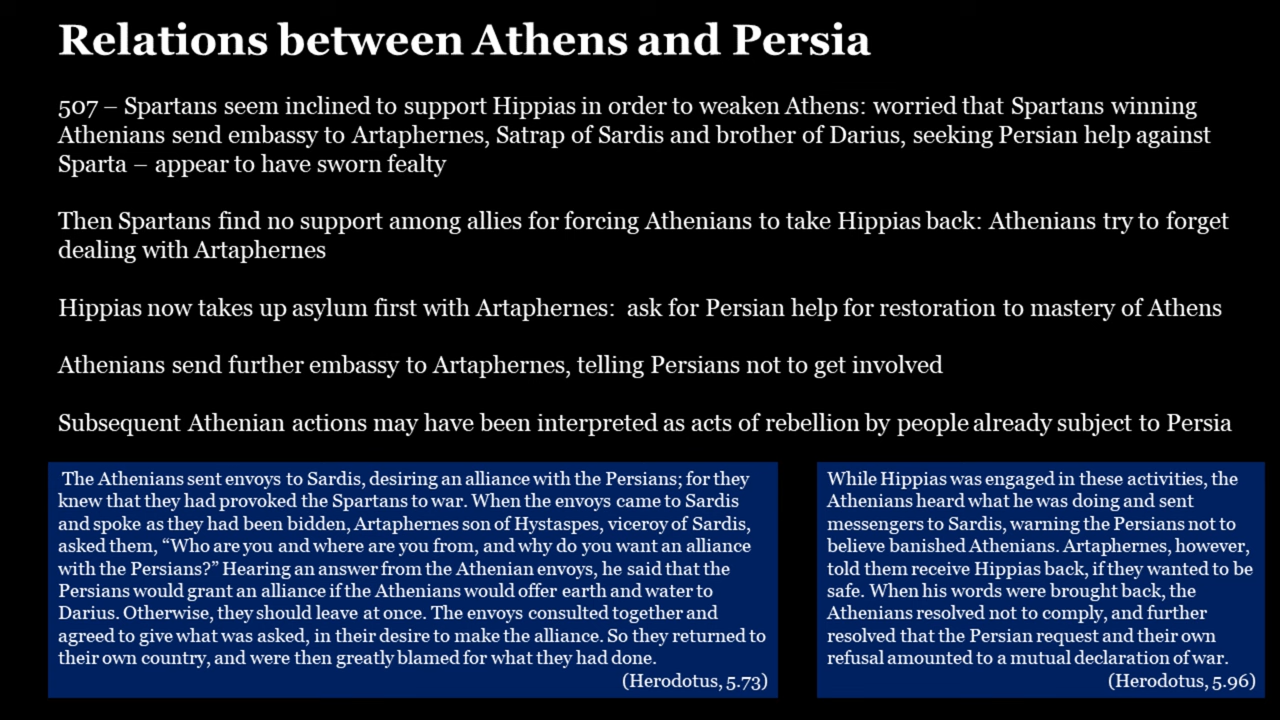 Relations between Athens and Persia
507 – Spartans seem inclined to support Hippias in order to weaken Athens: worried that Spartans winning
Athenians send embassy to Artaphernes, Satrap of Sardis and brother of Darius, seeking Persian help against
Sparta – appear to have sworn fealty
Then Spartans find no support among allies for forcing Athenians to take Hippias back: Athenians try to forget
dealing with Artaphernes
Hippias now takes up asylum first with Artaphernes:  ask for Persian help for restoration to mastery of Athens
Athenians send further embassy to Artaphernes, telling Persians not to get involved
Subsequent Athenian actions may have been interpreted as acts of rebellion by people already subject to Persia
The Athenians sent envoys to Sardis, desiring an alliance with the Persians; for they
knew that they had provoked the Spartans to war. When the envoys came to Sardis
and spoke as they had been bidden, Artaphernes son of Hystaspes, viceroy of Sardis,
asked them, “Who are you and where are you from, and why do you want an alliance
with the Persians?” Hearing an answer from the Athenian envoys, he said that the
Persians would grant an alliance if the Athenians would offer earth and water to
Darius. Otherwise, they should leave at once. The envoys consulted together and
agreed to give what was asked, in their desire to make the alliance. So they returned to
their own country, and were then greatly blamed for what they had done.
(Herodotus, 5.73)
While Hippias was engaged in these activities, the
Athenians heard what he was doing and sent
messengers to Sardis, warning the Persians not to
believe banished Athenians. Artaphernes, however,
told them receive Hippias back, if they wanted to be
safe. When his words were brought back, the
Athenians resolved not to comply, and further
resolved that the Persian request and their own
refusal amounted to a mutual declaration of war.
(Herodotus, 5.96)